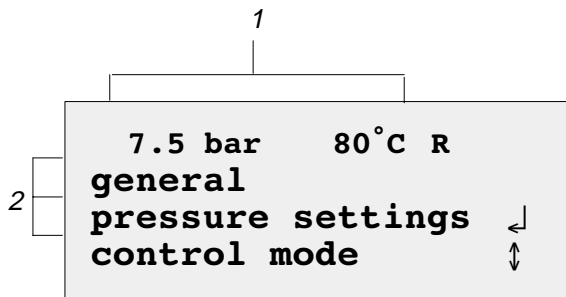 1
7.5 bar 80°C R
general
2
pressure settings ↲
control mode ↕